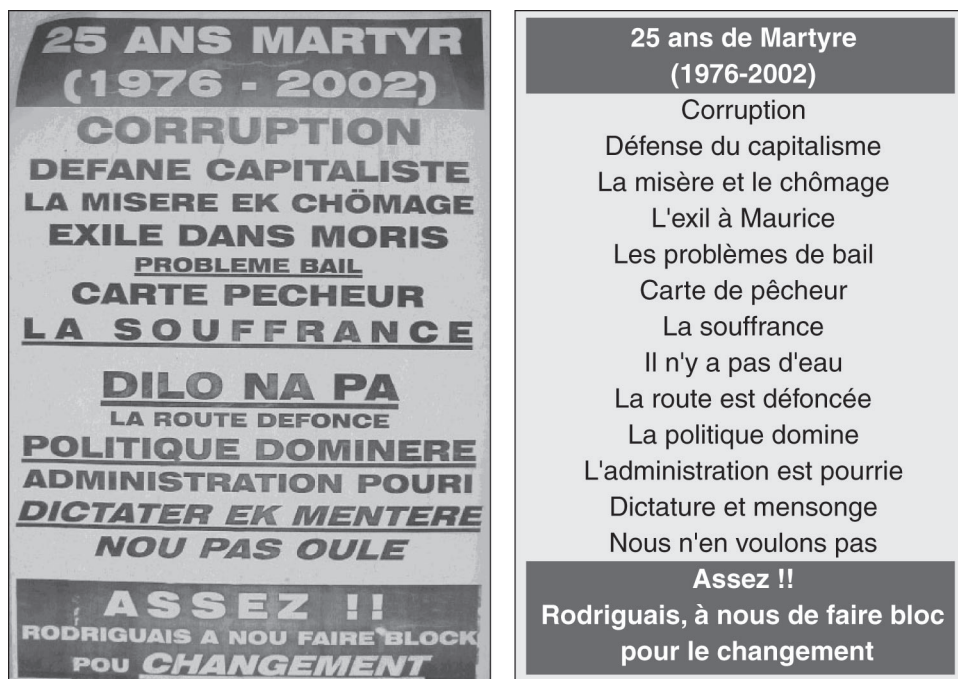 25 ANS MARTYR
(1976 - 2002)
CORRUPTION
DEFANE CAPITALISTE
LA MISERE EK CHÖMAGE
EXILE DANS MORIS
PROBLEME BAIL
CARTE PECHEUR
LA SOUFFRANCE
DILO NA PA
LA ROUTE DEFONCE
POLITIQUE DOMINERE
ADMINISTRATION POURI
DICTATER EK MENTERE
NOU PAS OULE
ASSEZ !!
RODRIGUAIS A NOU FAIRE BLOCK
POU CHANGEMENT
25 ans de Martyre
(1976-2002)
Corruption
Défense du capitalisme
La misère et le chômage
L'exil à Maurice
Les problèmes de bail
Carte de pêcheur
La souffrance
Il n'y a pas d'eau
La route est défoncée
La politique domine
L'administration est pourrie
Dictature et mensonge
Nous n'en voulons pas
Assez !!
Rodriguais, à nous de faire bloc
pour le changement